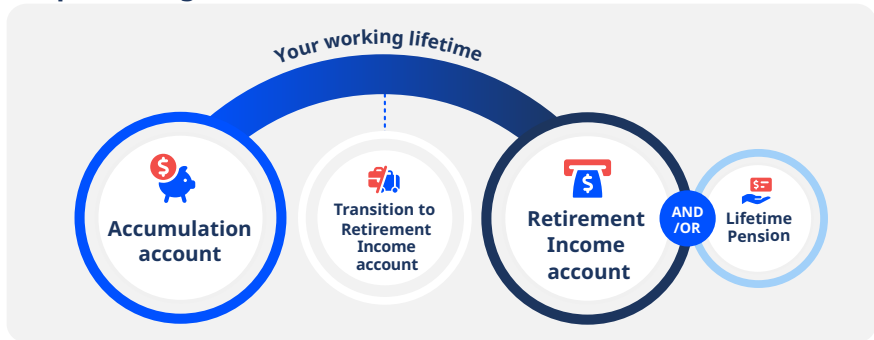 Your working lifetime
$
Accumulation
account
Transition to
Retirement
Income
account
$
Retirement
Income
account
AND
/OR
$
Lifetime
Pension